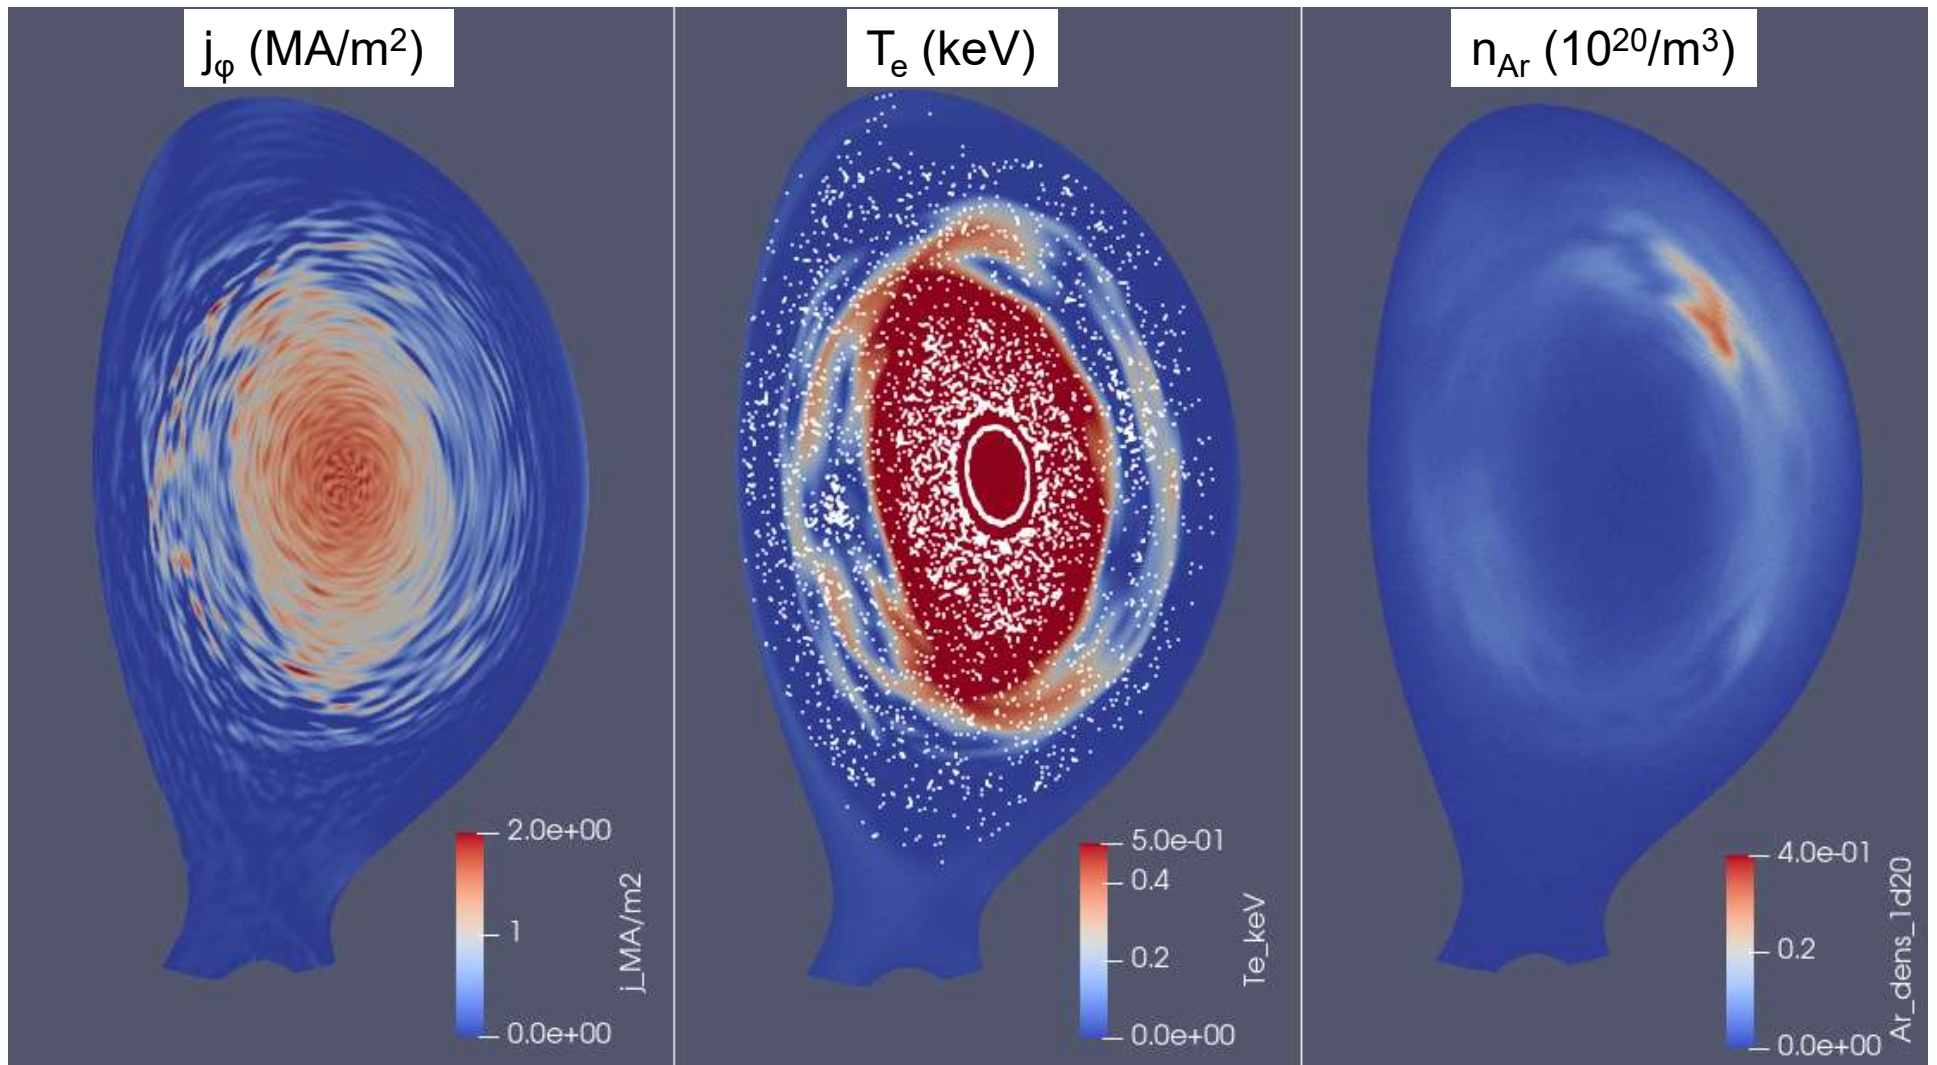 jφ (MA/m²)
2.0e+00
1
0.0e+00
j_MA/m2
Te (keV)
5.0e-01
0.4
0.2
0.0e+00
Te_keV
nAr (10²⁰/m³)
4.0e-01
0.2
0.0e+00
Ar_dens_1d20